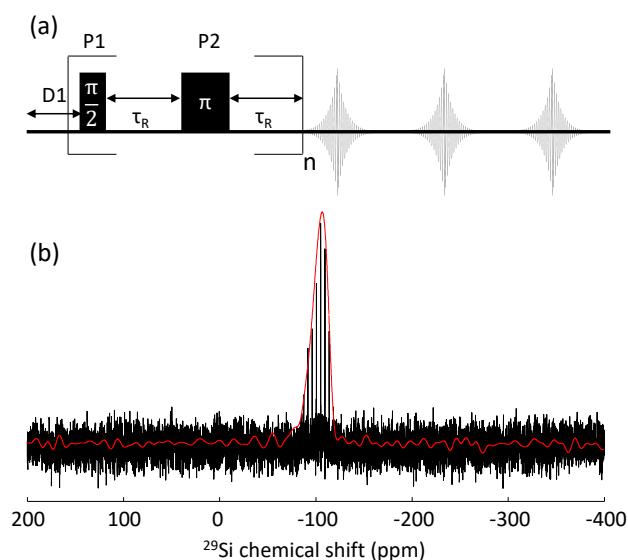 (a)
P1 P2
D1
π/2 τR π τR
n
(b)
200 100 0 -100 -200 -300 -400
²⁹Si chemical shift (ppm)